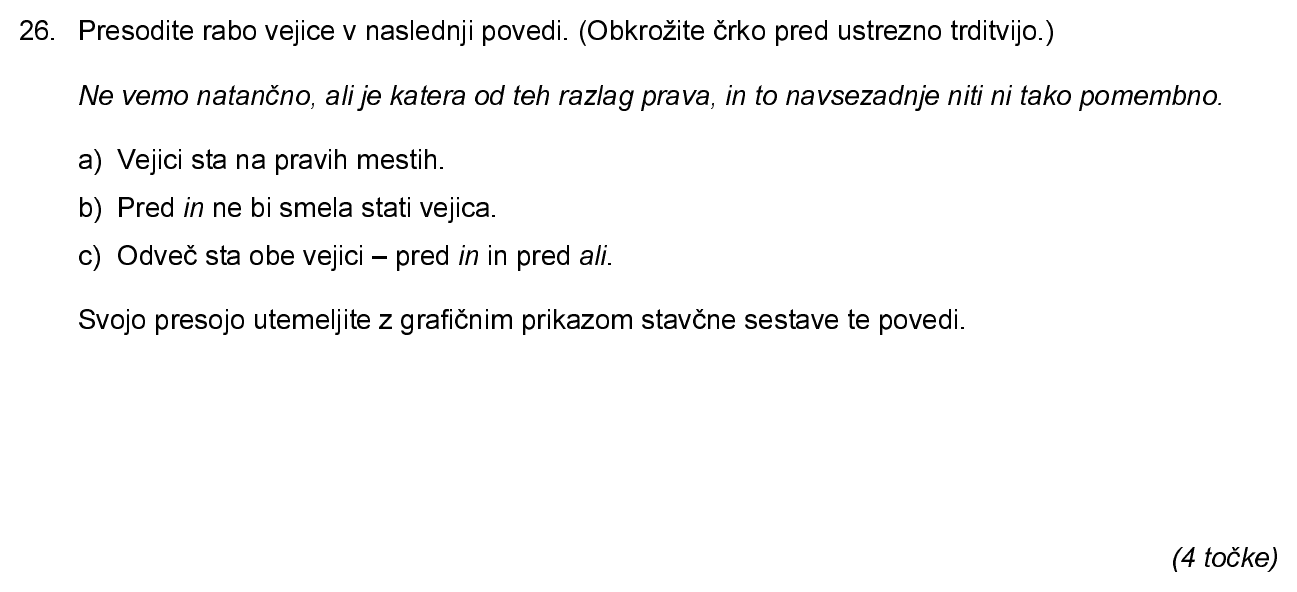 26. Presodite rabo vejice v naslednji povedi. (Obkrožite črko pred ustrezno trditvijo.)
Ne vemo natančno, ali je katera od teh razlag prava, in to navsezadnje niti ni tako pomembno.
a) Vejici sta na pravih mestih.
b) Pred in ne bi smela stati vejica.
c) Odveč sta obe vejici – pred in in pred ali.
Svojo presojo utemeljite z grafičnim prikazom stavčne sestave te povedi.
(4 točke)